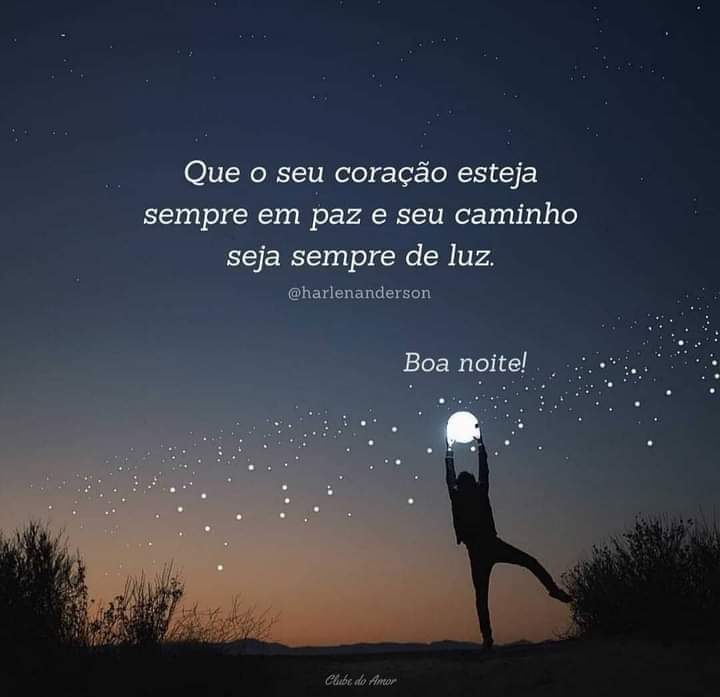 Que o seu coração esteja
sempre em paz e seu caminho
seja sempre de luz.
@harlenanderson
Boa noite!
Clube do Amor